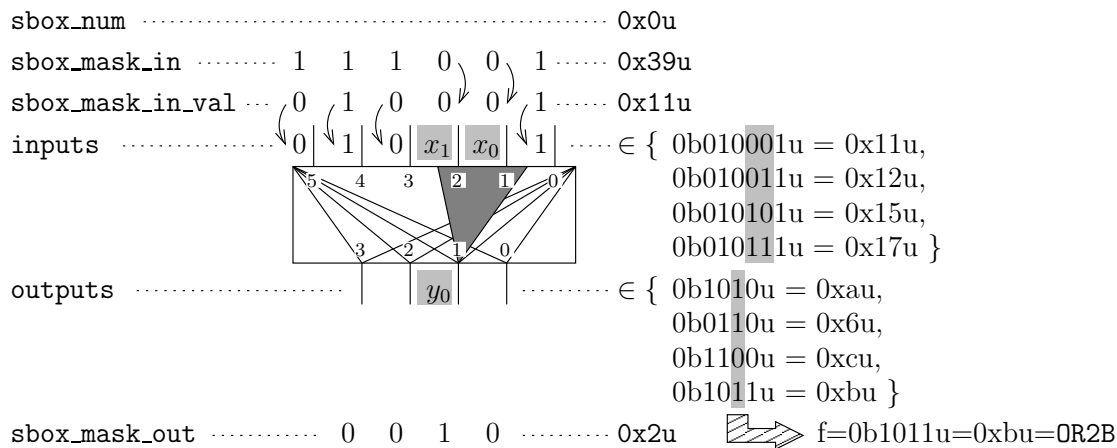 sbox_num 0x0u
sbox_mask_in 1 1 1 0 0 1 0x39u
sbox_mask_in_val 0 1 0 0 0 1 0x11u
inputs 0 1 0 x₁ x₀ 1 ∈ { 0b010001u = 0x11u,
0b010011u = 0x12u,
5 4 3 2 1 0
0b010101u = 0x15u,
0b010111u = 0x17u }
3 2 1 0
outputs y₀ ∈ { 0b1010u = 0xau,
0b0110u = 0x6u,
0b1100u = 0xcu,
0b1011u = 0xbu }
sbox_mask_out 0 0 1 0 0x2u f=0b1011u=0xbu=OR2B